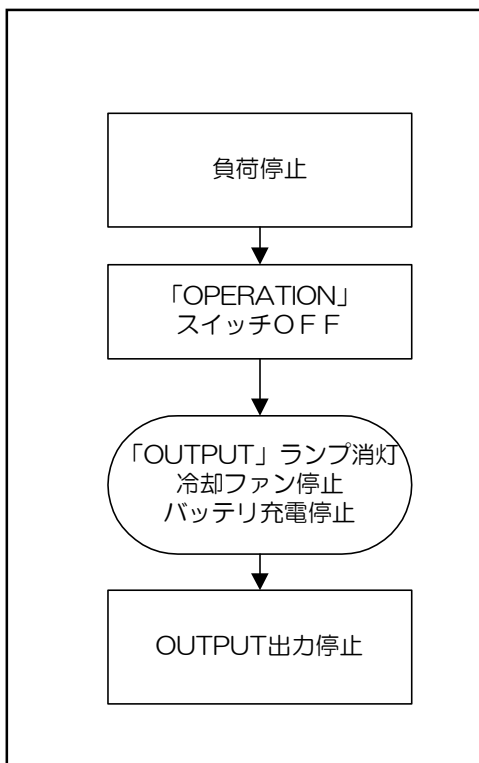 負荷停止
「OPERATION」
スイッチＯＦＦ
「OUTPUT」ランプ消灯
冷却ファン停止
バッテリ充電停止
OUTPUT出力停止